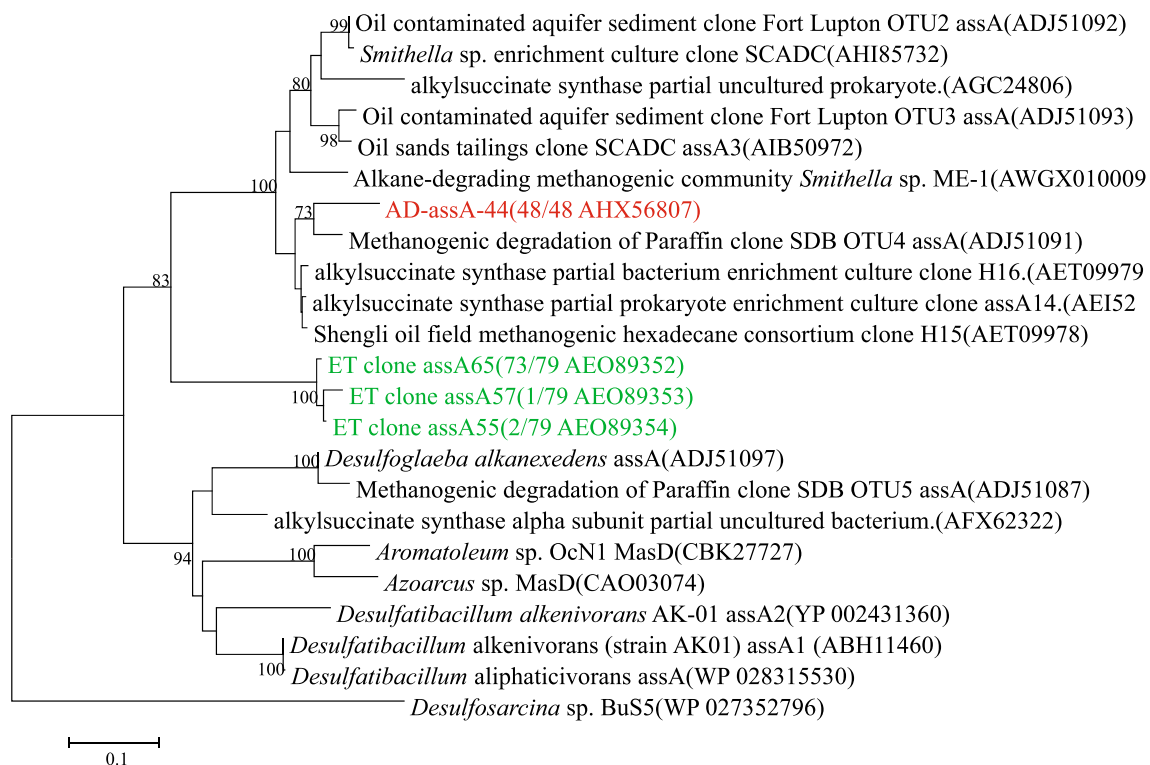 99 Oil contaminated aquifer sediment clone Fort Lupton OTU2 assA(ADJ51092)
Smithella sp. enrichment culture clone SCADC(AHI85732)
80 alkylsuccinate synthase partial uncultured prokaryote.(AGC24806)
Oil contaminated aquifer sediment clone Fort Lupton OTU3 assA(ADJ51093)
98 Oil sands tailings clone SCADC assA3(AIB50972)
Alkane-degrading methanogenic community Smithella sp. ME-1(AWGX010009
100
73 AD-assA-44(48/48 AHX56807)
Methanogenic degradation of Paraffin clone SDB OTU4 assA(ADJ51091)
alkylsuccinate synthase partial bacterium enrichment culture clone H16.(AET09979
83
alkylsuccinate synthase partial prokaryote enrichment culture clone assA14.(AEI52
Shengli oil field methanogenic hexadecane consortium clone H15(AET09978)
ET clone assA65(73/79 AEO89352)
100 ET clone assA57(1/79 AEO89353)
ET clone assA55(2/79 AEO89354)
100 Desulfoglaeba alkanexedens assA(ADJ51097)
Methanogenic degradation of Paraffin clone SDB OTU5 assA(ADJ51087)
alkylsuccinate synthase alpha subunit partial uncultured bacterium.(AFX62322)
94 100 Aromatoleum sp. OcN1 MasD(CBK27727)
Azoarcus sp. MasD(CAO03074)
Desulfatibacillum alkenivorans AK-01 assA2(YP 002431360)
Desulfatibacillum alkenivorans (strain AK01) assA1 (ABH11460)
100 Desulfatibacillum aliphaticivorans assA(WP 028315530)
Desulfosarcina sp. BuS5(WP 027352796)
0.1